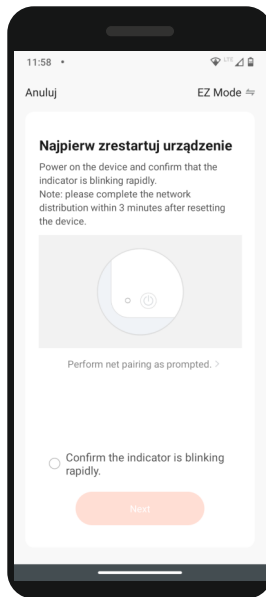 11:58
LTE
Anuluj
EZ Mode
Najpierw zrestartuj urządzenie
Power on the device and confirm that the
indicator is blinking rapidly.
Note: please complete the network
distribution within 3 minutes after resetting
the device.
Perform net pairing as prompted. >
Confirm the indicator is blinking
rapidly.
Next